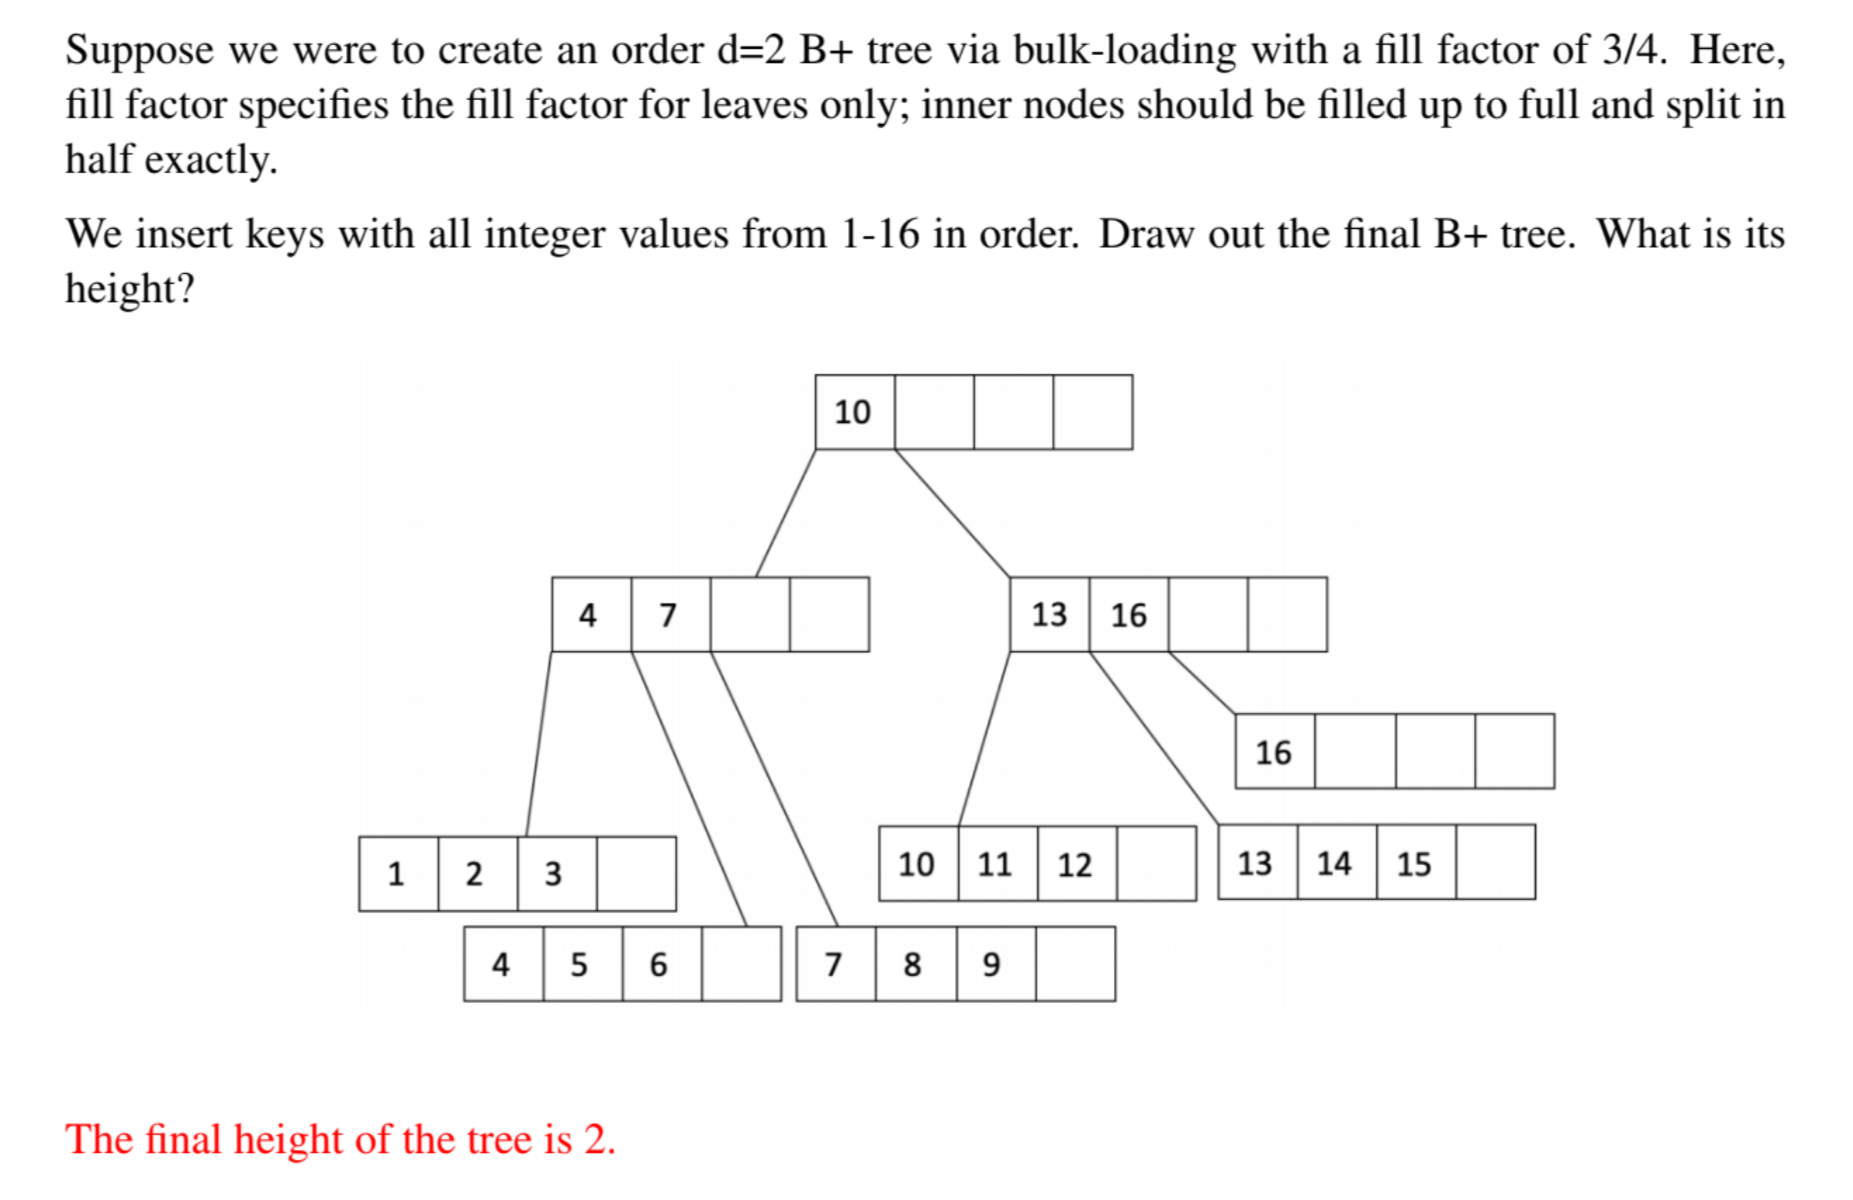 Suppose we were to create an order d=2 B+ tree via bulk-loading with a fill factor of 3/4. Here,
fill factor specifies the fill factor for leaves only; inner nodes should be filled up to full and split in
half exactly.
We insert keys with all integer values from 1-16 in order. Draw out the final B+ tree. What is its
height?
10
4 7
13 16
16
1 2 3
10 11 12
13 14 15
4 5 6
7 8 9
The final height of the tree is 2.